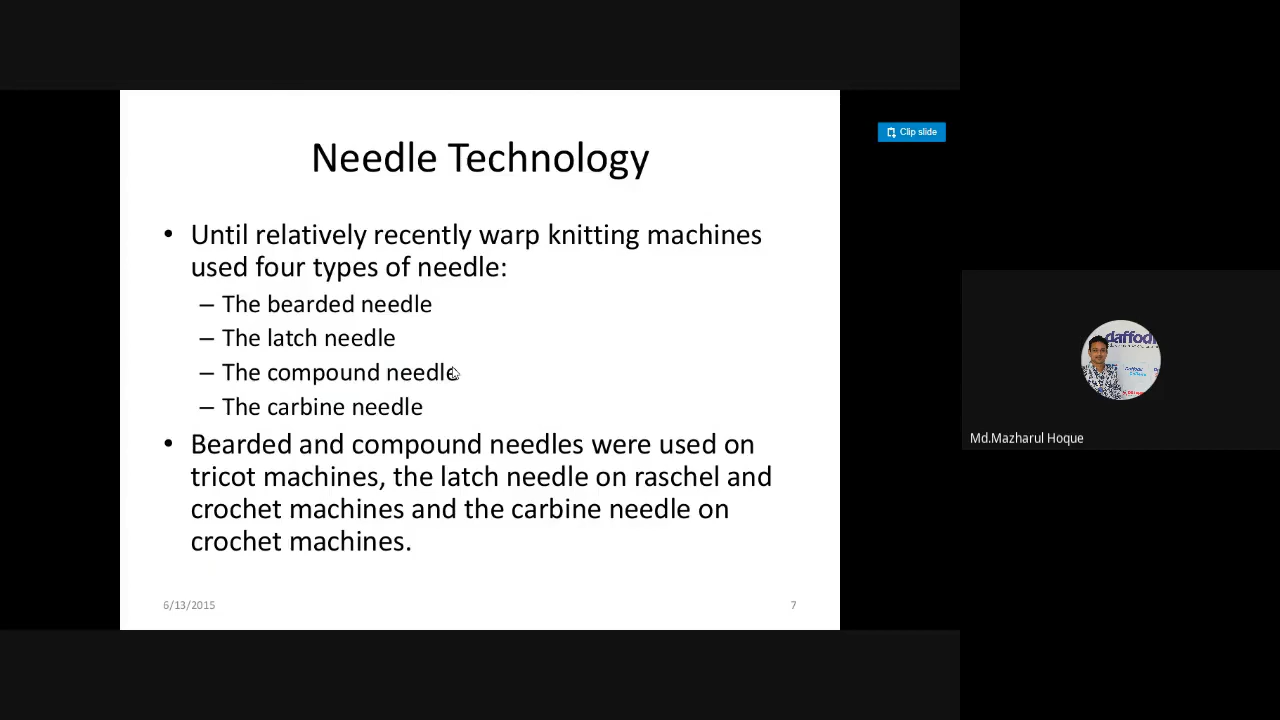 Clip slide
Needle Technology
• Until relatively recently warp knitting machines
used four types of needle:
– The bearded needle
– The latch needle
– The compound needle
– The carbine needle
• Bearded and compound needles were used on
tricot machines, the latch needle on raschel and
crochet machines and the carbine needle on
crochet machines.
6/13/2015
7
daffodi
Md.Mazharul Hoque